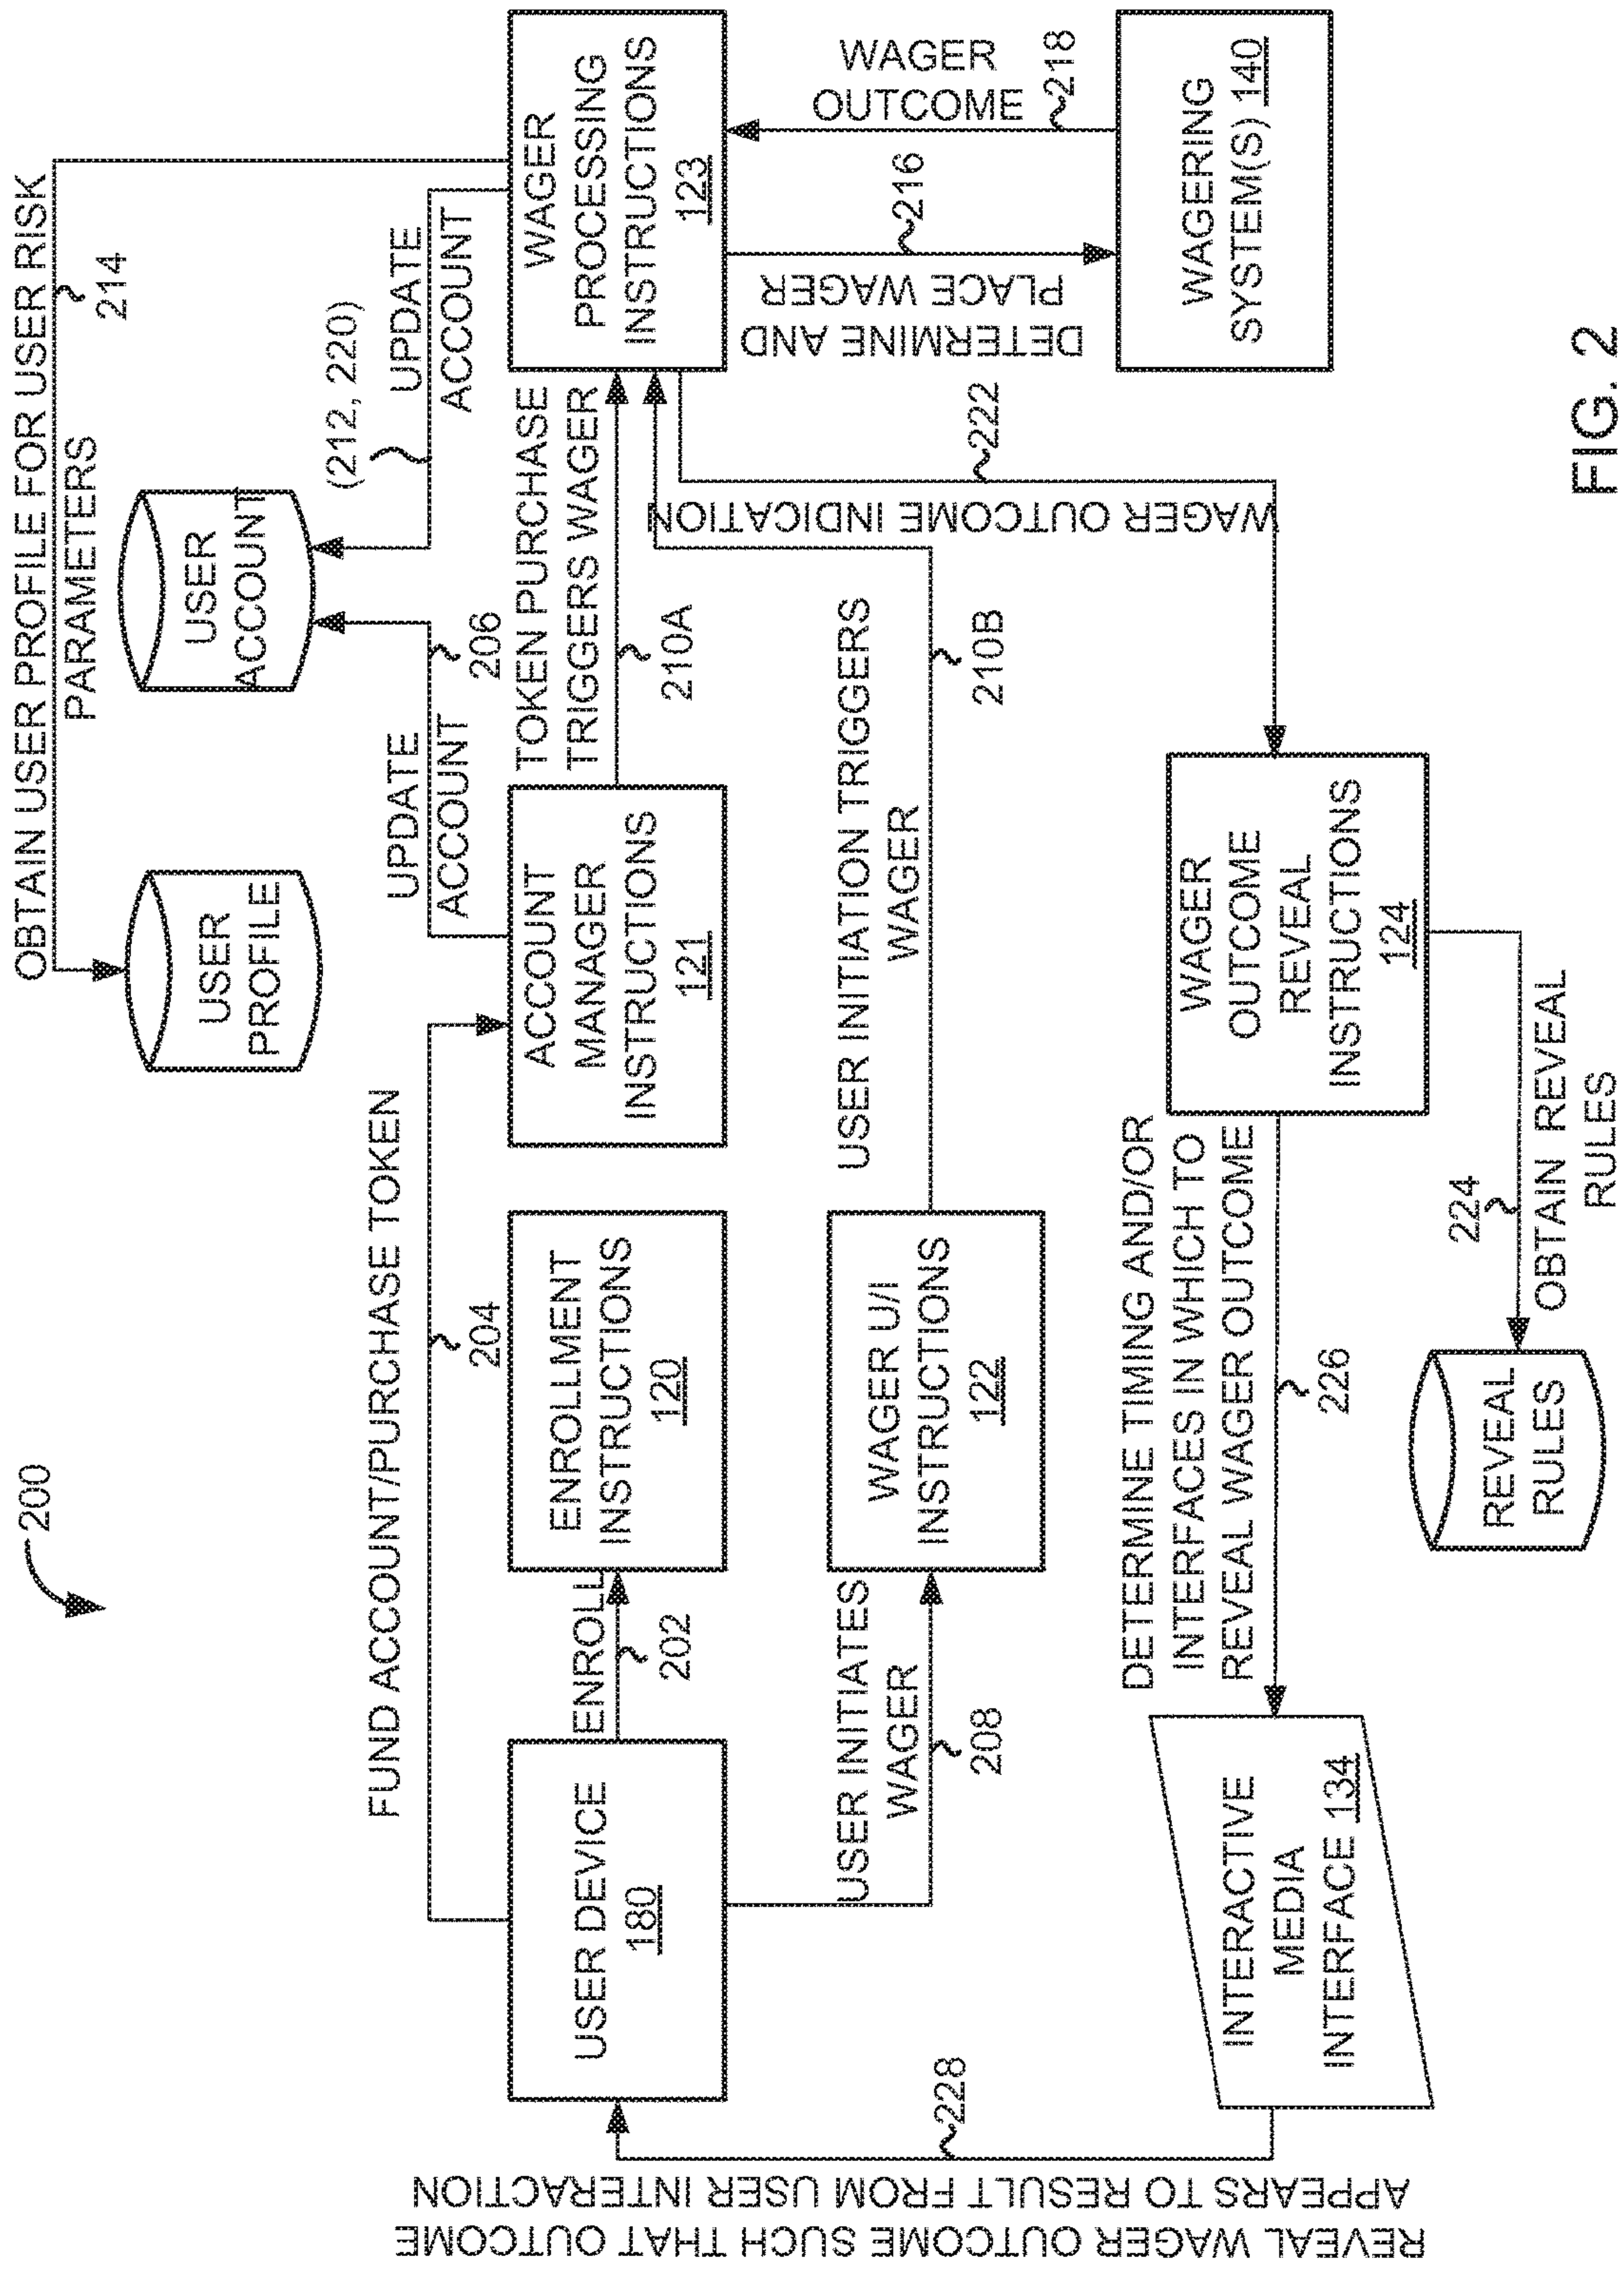 200
OBTAIN USER PROFILE FOR USER RISK
PARAMETERS
214
USER
PROFILE
USER
ACCOUNT
(212, 220)
UPDATE
ACCOUNT
UPDATE
ACCOUNT
206
FUND ACCOUNT/PURCHASE TOKEN
204
USER DEVICE
180
ENROLL
202
ENROLLMENT
INSTRUCTIONS
120
ACCOUNT
MANAGER
INSTRUCTIONS
121
TOKEN PURCHASE
TRIGGERS WAGER
210A
WAGER
PROCESSING
INSTRUCTIONS
123
USER INITIATES
WAGER
208
WAGER U/I
INSTRUCTIONS
122
USER INITIATION TRIGGERS
WAGER
210B
DETERMINE AND
PLACE WAGER
216
WAGER
OUTCOME
218
WAGERING
SYSTEM(S) 140
WAGER OUTCOME INDICATION
222
WAGER
OUTCOME
REVEAL
INSTRUCTIONS
124
DETERMINE TIMING AND/OR
INTERFACES IN WHICH TO
REVEAL WAGER OUTCOME
226
224
OBTAIN REVEAL
RULES
REVEAL
RULES
INTERACTIVE
MEDIA
INTERFACE 134
228
REVEAL WAGER OUTCOME SUCH THAT OUTCOME
APPEARS TO RESULT FROM USER INTERACTION
FIG. 2